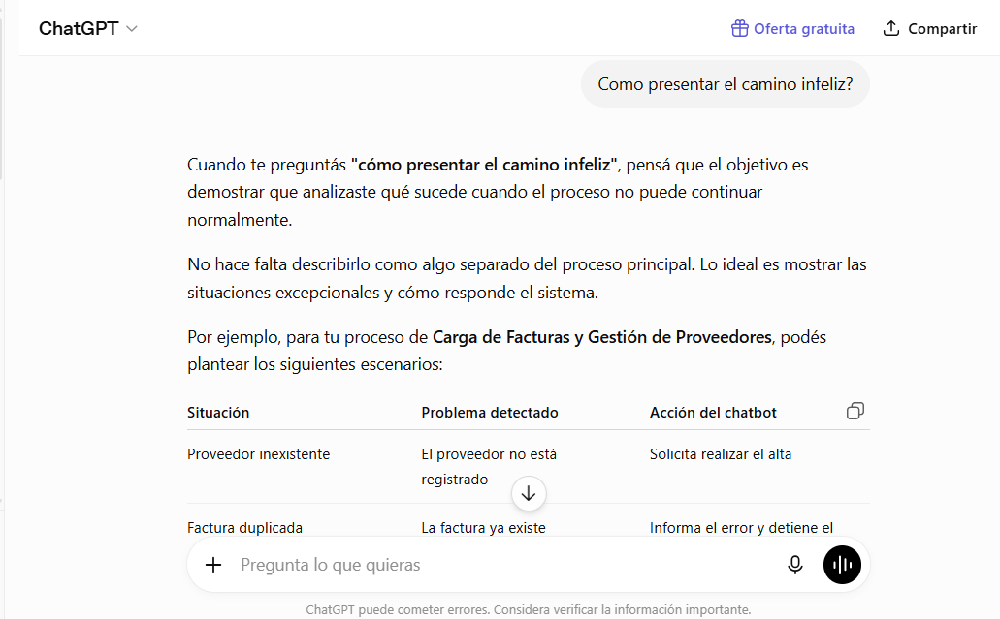 ChatGPT
Oferta gratuita
Compartir
Como presentar el camino infeliz?
Cuando te preguntás "cómo presentar el camino infeliz", pensá que el objetivo es
demostrar que analizaste qué sucede cuando el proceso no puede continuar
normalmente.
No hace falta describirlo como algo separado del proceso principal. Lo ideal es mostrar las
situaciones excepcionales y cómo responde el sistema.
Por ejemplo, para tu proceso de Carga de Facturas y Gestión de Proveedores, podés
plantear los siguientes escenarios:
Situación Problema detectado Acción del chatbot
Proveedor inexistente El proveedor no está Solicita realizar el alta
registrado
Factura duplicada La factura ya existe Informa el error y detiene el
Pregunta lo que quieras
ChatGPT puede cometer errores. Considera verificar la información importante.